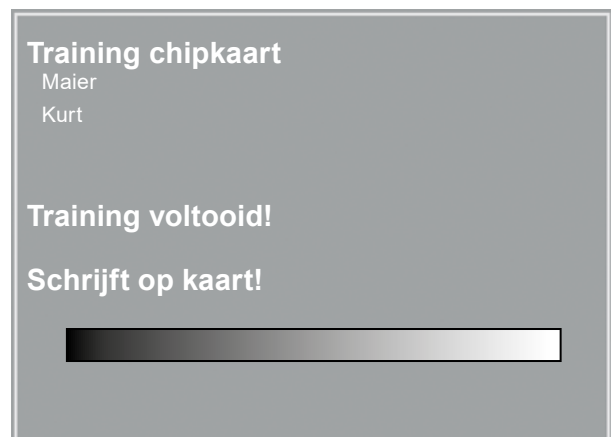 Training chipkaart
Maier
Kurt
Training voltooid!
Schrijft op kaart!